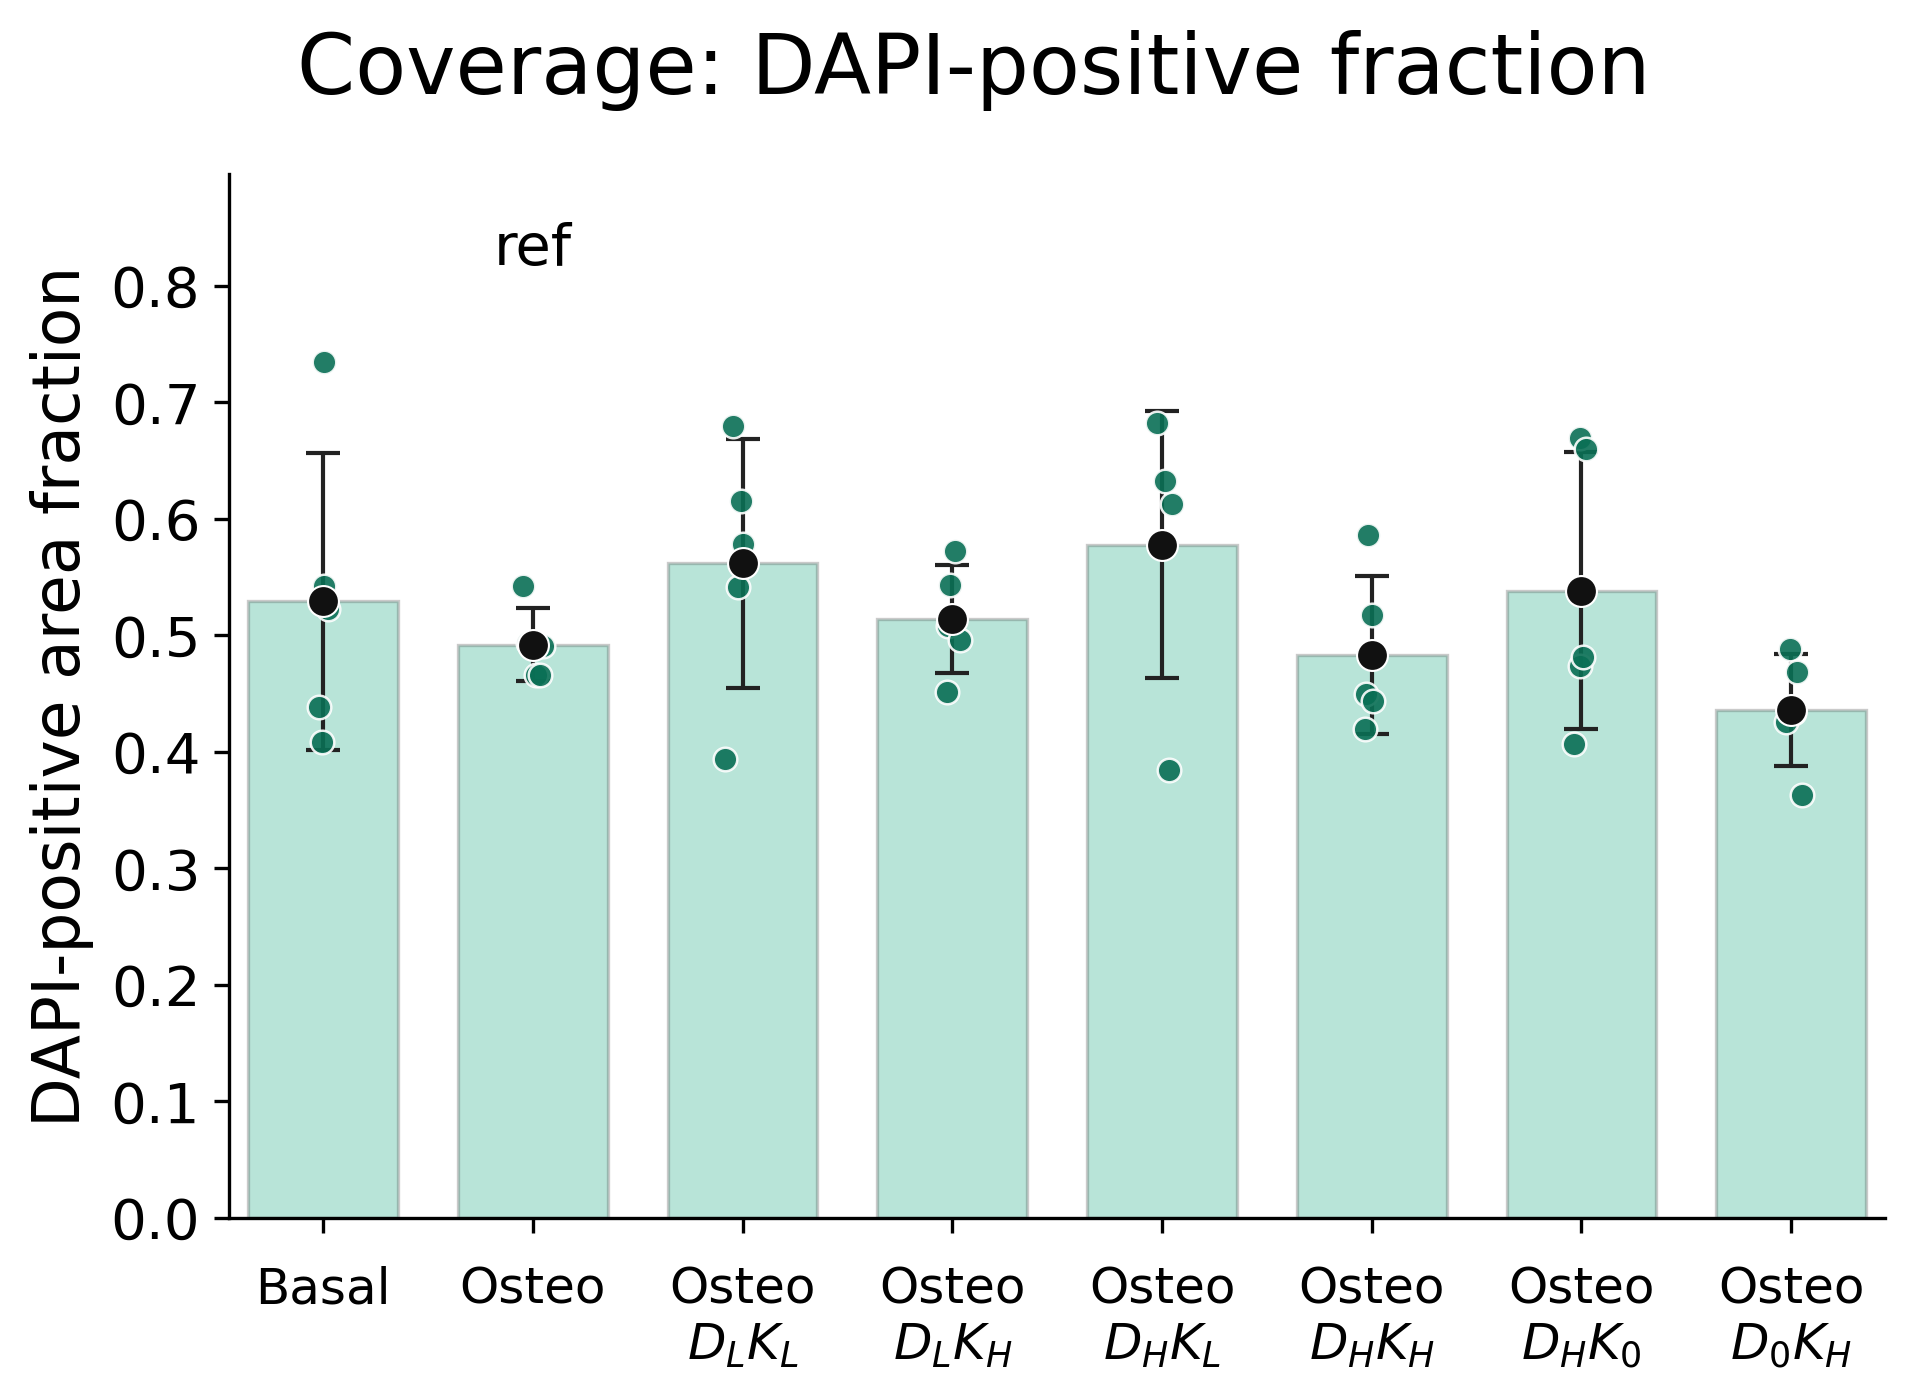 Coverage: DAPI-positive fraction
ref
DAPI-positive area fraction
0.8
0.7
0.6
0.5
0.4
0.3
0.2
0.1
0.0
Basal Osteo Osteo Osteo Osteo Osteo Osteo Osteo
D_L K_L D_L K_H D_H K_L D_H K_H D_H K_0 D_0 K_H